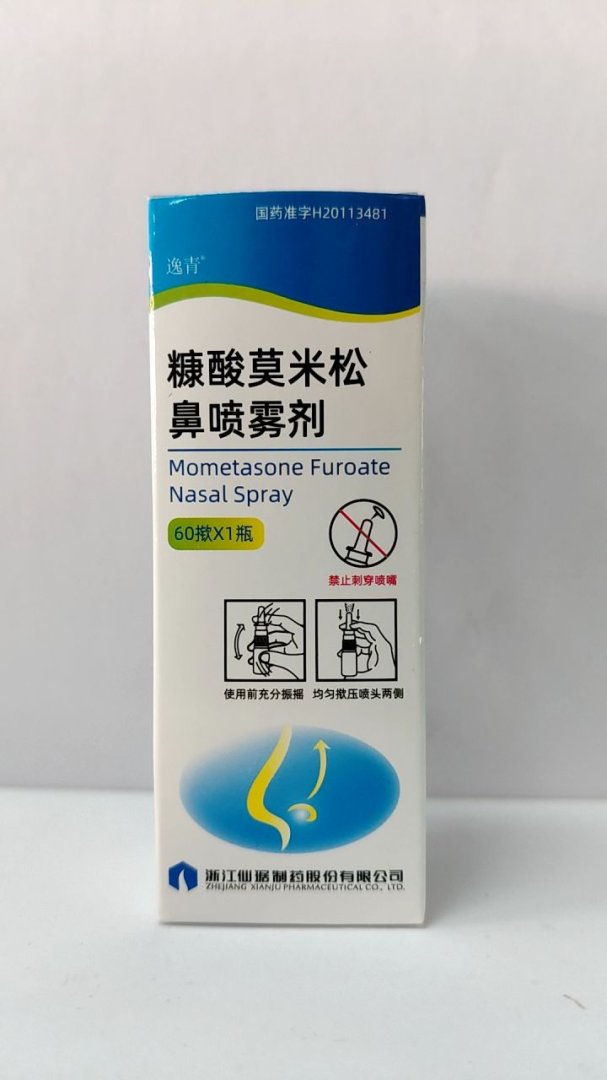 国药准字H20113481
逸青®
糠酸莫米松
鼻喷雾剂
Mometasone Furoate
Nasal Spray
60揿X1瓶
禁止刺穿喷嘴
使用前充分振摇 均匀揿压喷头两侧
浙江仙琚制药股份有限公司
ZHEJIANG XIANJU PHARMACEUTICAL CO., LTD.